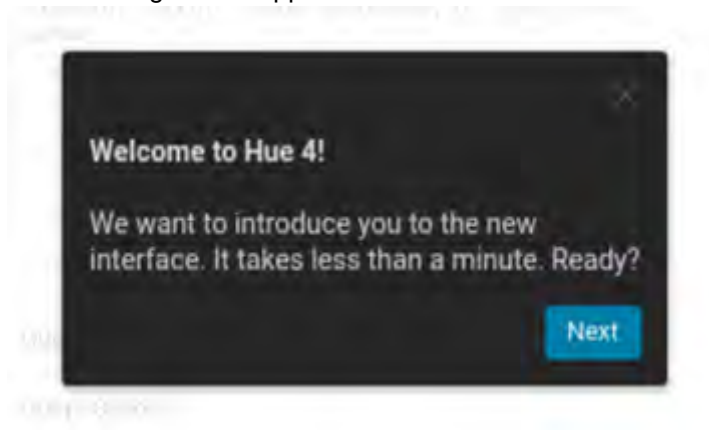 Welcome to Hue 4!
We want to introduce you to the new
interface. It takes less than a minute. Ready?
Next